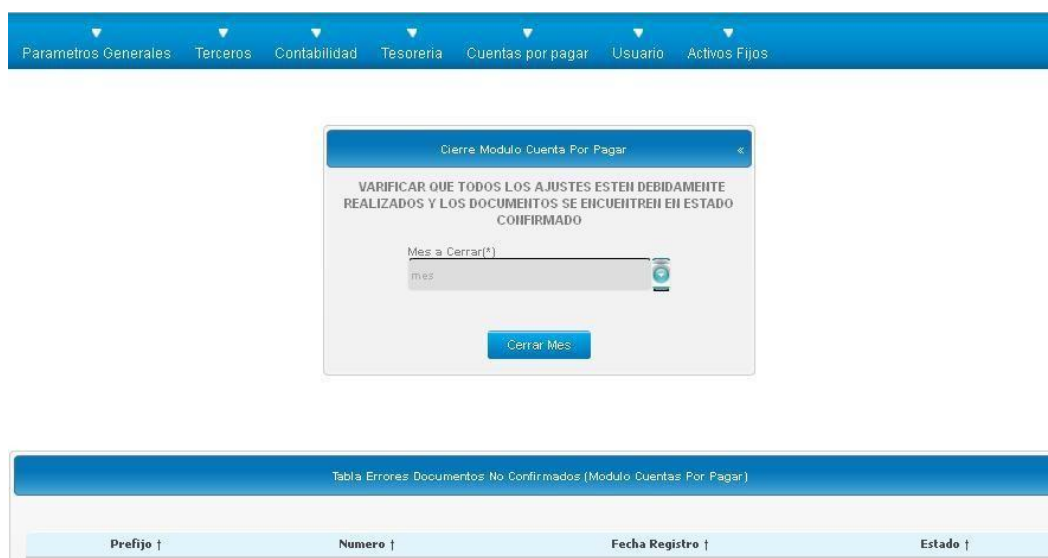 Parametros Generales Terceros Contabilidad Tesoreria Cuentas por pagar Usuario Activos Fijos
Cierre Modulo Cuenta Por Pagar «
VARIFICAR QUE TODOS LOS AJUSTES ESTEN DEBIDAMENTE
REALIZADOS Y LOS DOCUMENTOS SE ENCUENTREN EN ESTADO
CONFIRMADO
Mes a Cerrar(*)
mes
Cerrar Mes
Tabla Errores Documentos No Confirmados (Modulo Cuentas Por Pagar)
Prefijo † Numero † Fecha Registro † Estado †